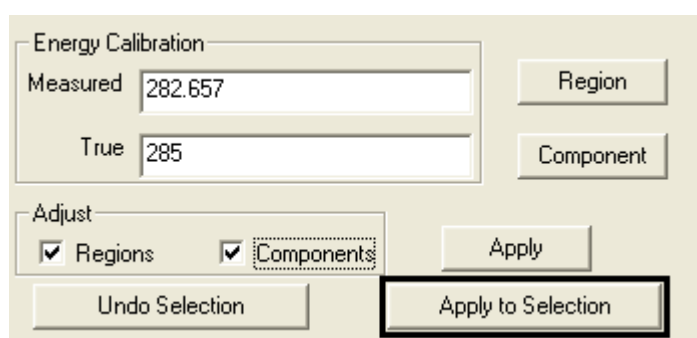 Energy Calibration
Measured 282.657 Region
True 285 Component
Adjust
Regions Components Apply
Undo Selection Apply to Selection